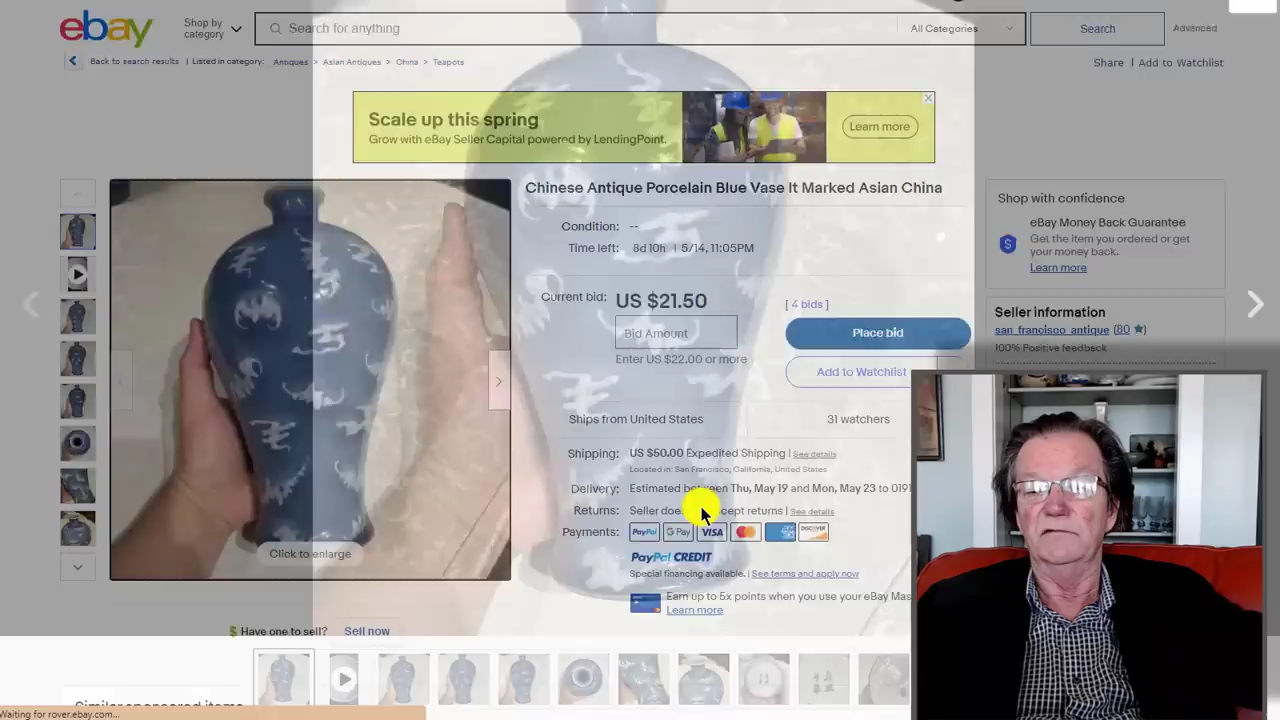 ebay
Shop by category
Search for anything
All Categories
Search
Advanced
Back to search results | Listed in category: Antiques > Asian Antiques > China > Teapots
Share | Add to Watchlist
Scale up this spring
Grow with eBay Seller Capital powered by LendingPoint.
Learn more
Chinese Antique Porcelain Blue Vase It Marked Asian China
Condition: --
Time left: 8d 10h | 5/14, 11:05PM
Current bid: US $21.50
[ 4 bids ]
Bid Amount
Place bid
Enter US $22.00 or more
Add to Watchlist
Ships from United States
31 watchers
Shipping: US $60.00 Expedited Shipping | See details
Located in: San Francisco, California, United States
Delivery: Estimated between Thu, May 19 and Mon, May 23 to 0191
Returns: Seller does accept returns | See details
Payments: PayPal G Pay VISA DISCOVER
PayPal CREDIT
Special financing available. | See terms and apply now
Earn up to 5x points when you use your eBay Mas
Learn more
Shop with confidence
eBay Money Back Guarantee
Get the item you ordered or get your money back.
Learn more
Seller information
san_francisco_antique (80)
100% Positive feedback
Click to enlarge
$ Have one to sell? Sell now
Similar sponsored items
Waiting for rover.ebay.com...